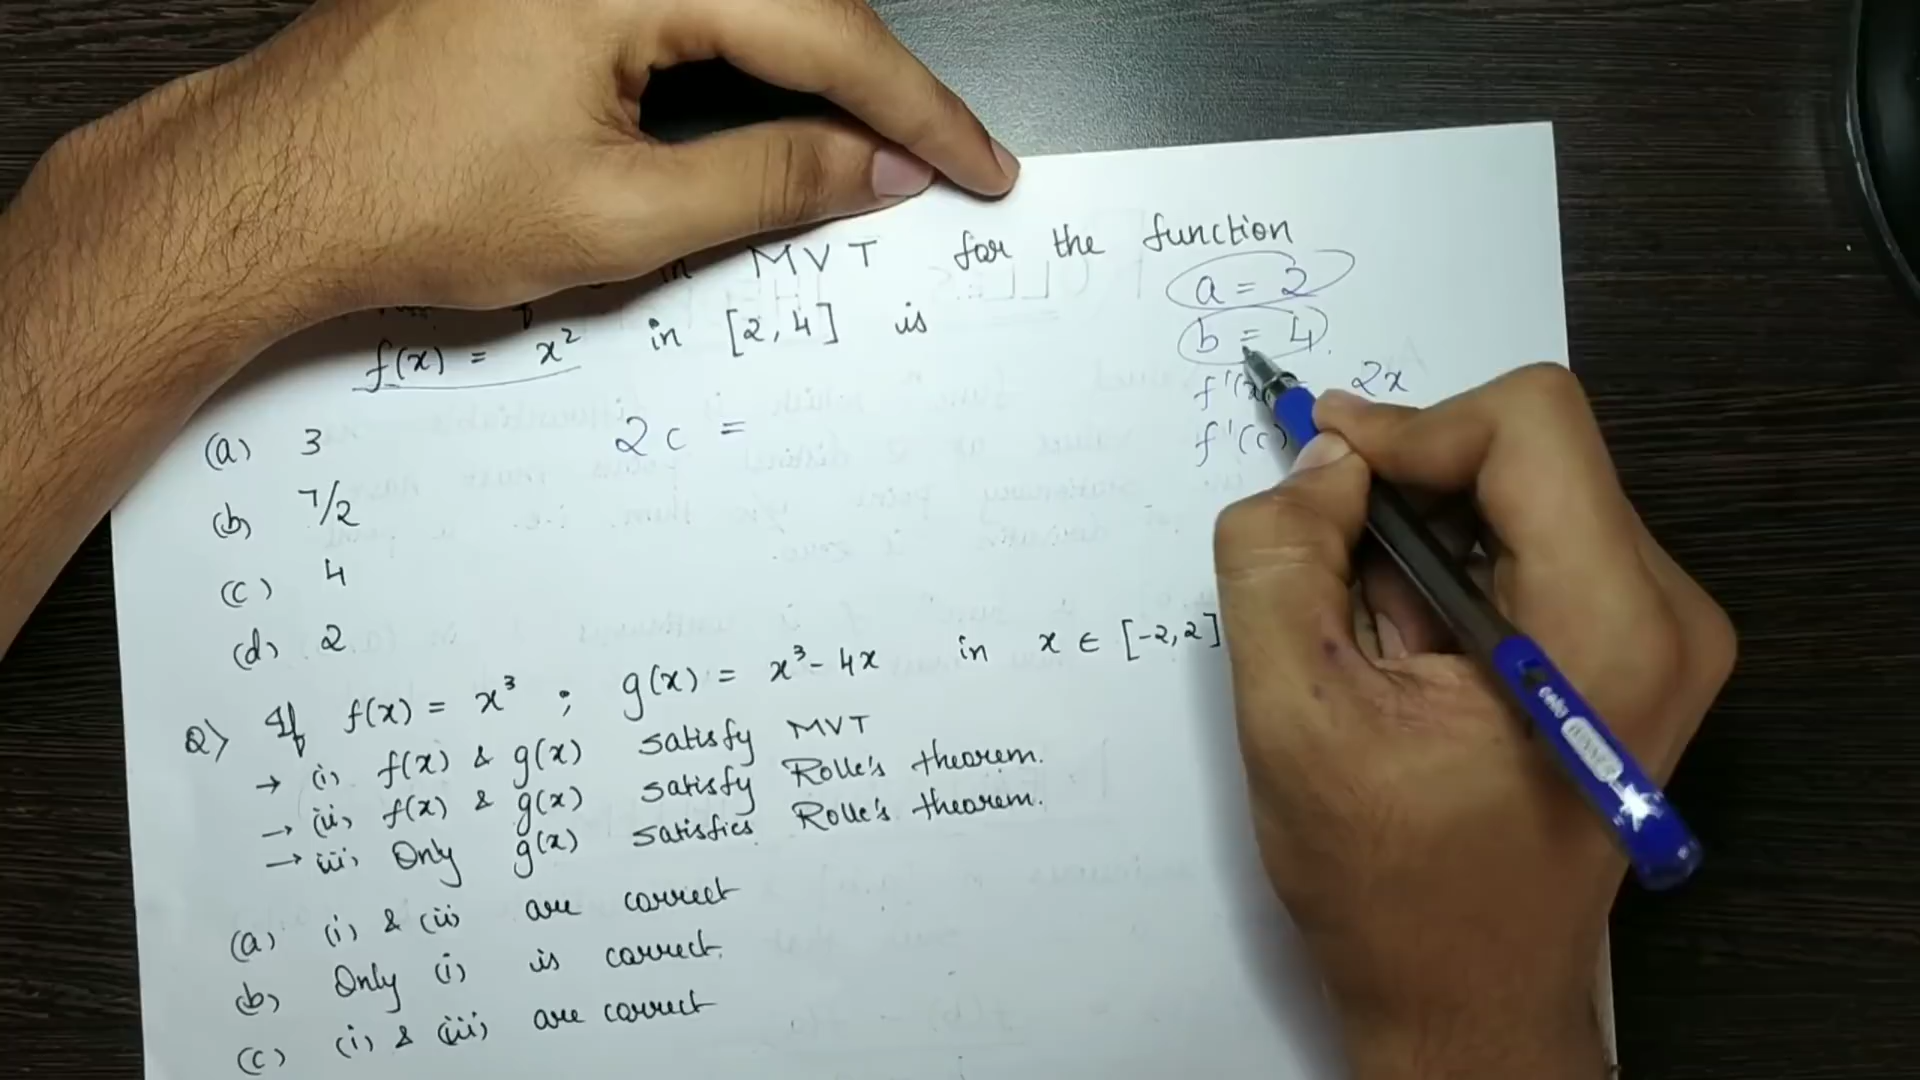 in MVT for the function
f(x) = x² in [2, 4] is
a = 2
b = 4
f'(x) = 2x
f'(c)
(a) 3
2c =
(b) 7/2
(c) 4
(d) 2
Q) If f(x) = x³ ; g(x) = x³ - 4x in x ∈ [-2, 2]
→ (i) f(x) & g(x) satisfy MVT
→ (ii) f(x) & g(x) satisfy Rolle's theorem.
→ (iii) Only g(x) satisfies Rolle's theorem.
(a) (i) & (ii) are correct
(b) Only (i) is correct.
(c) (i) & (iii) are correct
cello